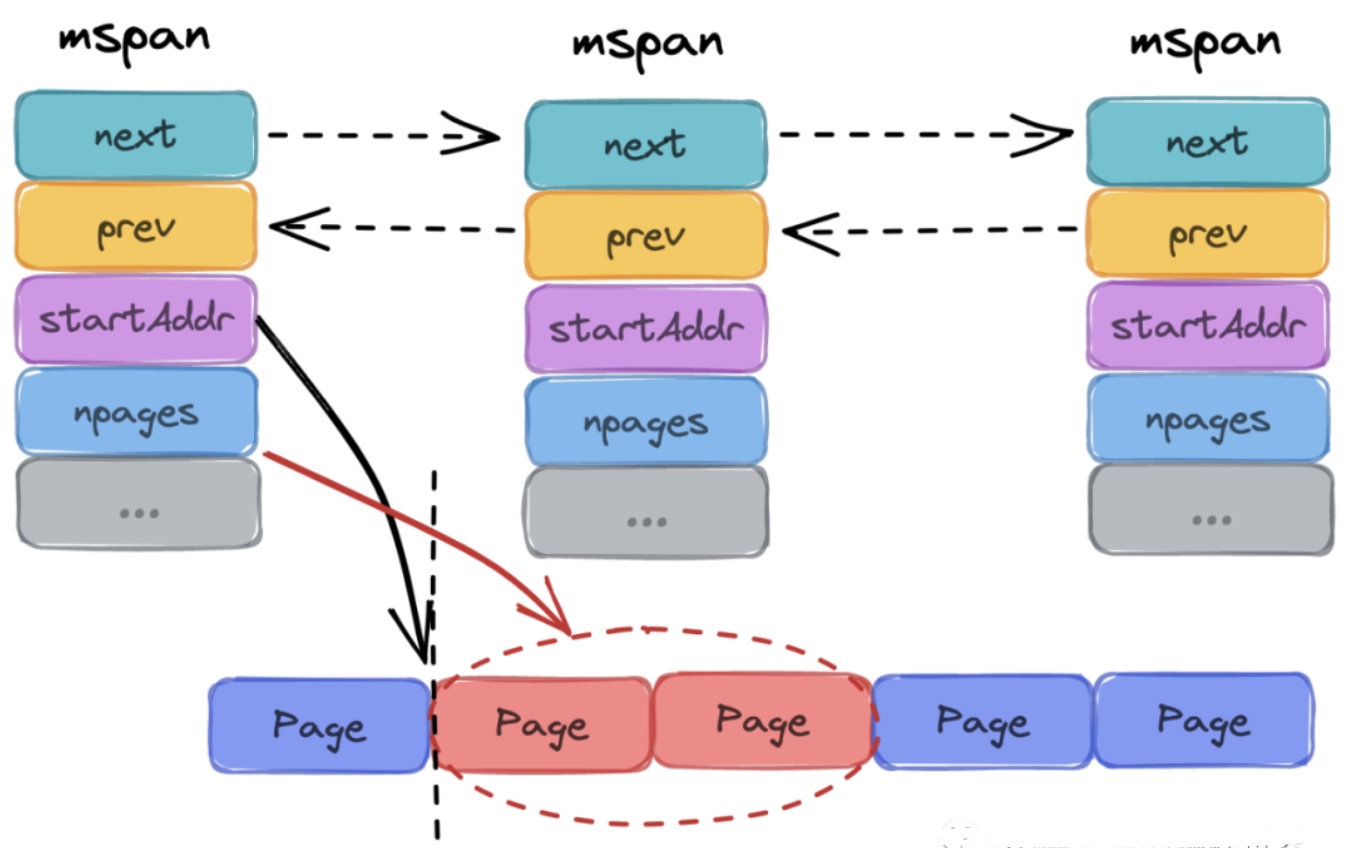 mspan
mspan
mspan
next
next
next
prev
prev
prev
startAddr
startAddr
startAddr
npages
npages
npages
...
...
...
Page
Page
Page
Page
Page